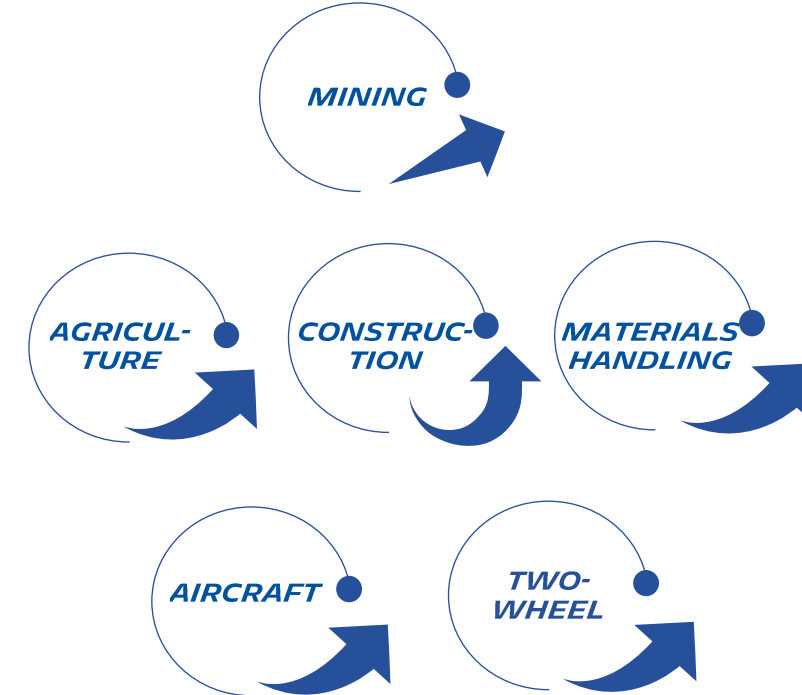 MINING
AGRICUL-
TURE
CONSTRUC-
TION
MATERIALS
HANDLING
AIRCRAFT
TWO-
WHEEL